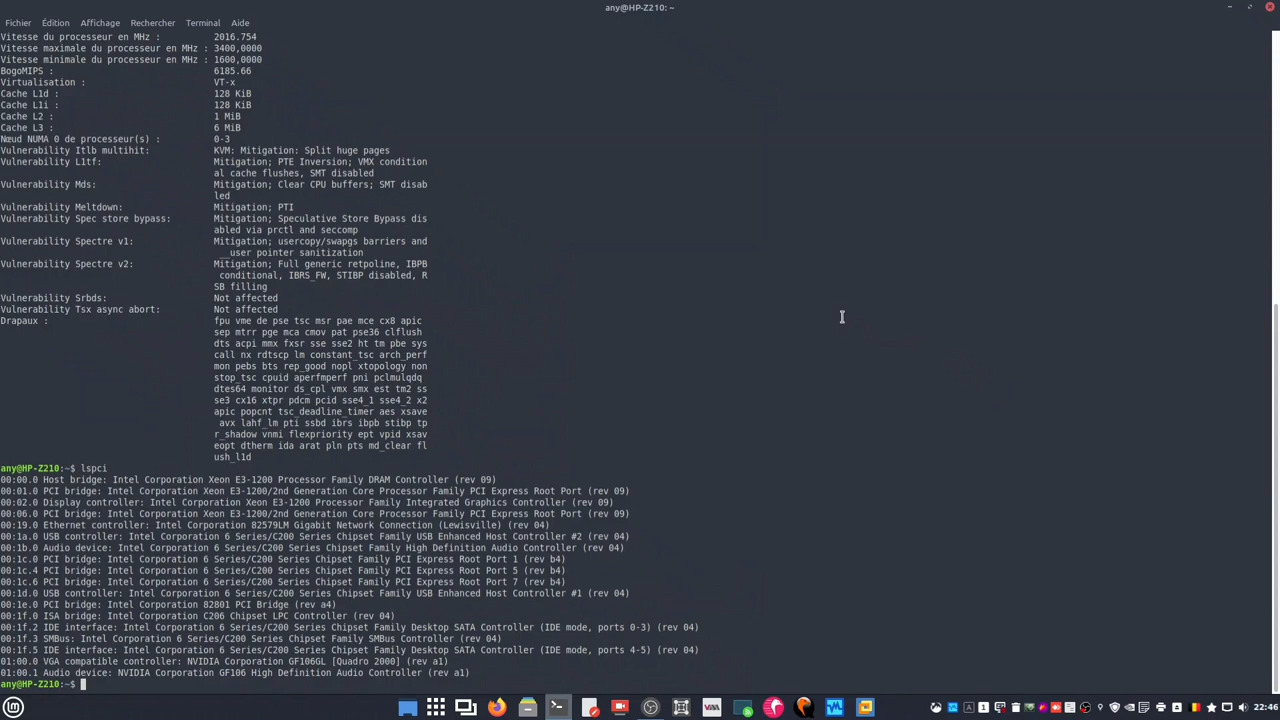 any@HP-Z210: ~
Fichier Édition Affichage Rechercher Terminal Aide
Vitesse du processeur en MHz : 2016.754
Vitesse maximale du processeur en MHz : 3400,0000
Vitesse minimale du processeur en MHz : 1600,0000
BogoMIPS : 6185.66
Virtualisation : VT-x
Cache L1d : 128 KiB
Cache L1i : 128 KiB
Cache L2 : 1 MiB
Cache L3 : 6 MiB
Nœud NUMA 0 de processeur(s) : 0-3
Vulnerability Itlb multihit: KVM: Mitigation: Split huge pages
Vulnerability L1tf: Mitigation; PTE Inversion; VMX condition
al cache flushes, SMT disabled
Vulnerability Mds: Mitigation; Clear CPU buffers; SMT disab
led
Vulnerability Meltdown: Mitigation; PTI
Vulnerability Spec store bypass: Mitigation; Speculative Store Bypass dis
abled via prctl and seccomp
Vulnerability Spectre v1: Mitigation; usercopy/swapgs barriers and
__user pointer sanitization
Vulnerability Spectre v2: Mitigation; Full generic retpoline, IBPB
conditional, IBRS_FW, STIBP disabled, R
SB filling
Vulnerability Srbds: Not affected
Vulnerability Tsx async abort: Not affected
Drapaux : fpu vme de pse tsc msr pae mce cx8 apic
sep mtrr pge mca cmov pat pse36 clflush
dts acpi mmx fxsr sse sse2 ht tm pbe sys
call nx rdtscp lm constant_tsc arch_perf
mon pebs bts rep_good nopl xtopology non
stop_tsc cpuid aperfmperf pni pclmulqdq
dtes64 monitor ds_cpl vmx smx est tm2 ss
se3 cx16 xtpr pdcm pcid sse4_1 sse4_2 x2
apic popcnt tsc_deadline_timer aes xsave
avx lahf_lm pti ssbd ibrs ibpb stibp tp
r_shadow vnmi flexpriority ept vpid xsav
eopt dtherm ida arat pln pts md_clear fl
ush_l1d
any@HP-Z210:~$ lspci
00:00.0 Host bridge: Intel Corporation Xeon E3-1200 Processor Family DRAM Controller (rev 09)
00:01.0 PCI bridge: Intel Corporation Xeon E3-1200/2nd Generation Core Processor Family PCI Express Root Port (rev 09)
00:02.0 Display controller: Intel Corporation Xeon E3-1200 Processor Family Integrated Graphics Controller (rev 09)
00:06.0 PCI bridge: Intel Corporation Xeon E3-1200/2nd Generation Core Processor Family PCI Express Root Port (rev 09)
00:19.0 Ethernet controller: Intel Corporation 82579LM Gigabit Network Connection (Lewisville) (rev 04)
00:1a.0 USB controller: Intel Corporation 6 Series/C200 Series Chipset Family USB Enhanced Host Controller #2 (rev 04)
00:1b.0 Audio device: Intel Corporation 6 Series/C200 Series Chipset Family High Definition Audio Controller (rev 04)
00:1c.0 PCI bridge: Intel Corporation 6 Series/C200 Series Chipset Family PCI Express Root Port 1 (rev b4)
00:1c.4 PCI bridge: Intel Corporation 6 Series/C200 Series Chipset Family PCI Express Root Port 5 (rev b4)
00:1c.6 PCI bridge: Intel Corporation 6 Series/C200 Series Chipset Family PCI Express Root Port 7 (rev b4)
00:1d.0 USB controller: Intel Corporation 6 Series/C200 Series Chipset Family USB Enhanced Host Controller #1 (rev 04)
00:1e.0 PCI bridge: Intel Corporation 82801 PCI Bridge (rev a4)
00:1f.0 ISA bridge: Intel Corporation C206 Chipset LPC Controller (rev 04)
00:1f.2 IDE interface: Intel Corporation 6 Series/C200 Series Chipset Family Desktop SATA Controller (IDE mode, ports 0-3) (rev 04)
00:1f.3 SMBus: Intel Corporation 6 Series/C200 Series Chipset Family SMBus Controller (rev 04)
00:1f.5 IDE interface: Intel Corporation 6 Series/C200 Series Chipset Family Desktop SATA Controller (IDE mode, ports 4-5) (rev 04)
01:00.0 VGA compatible controller: NVIDIA Corporation GF106GL [Quadro 2000] (rev a1)
01:00.1 Audio device: NVIDIA Corporation GF106 High Definition Audio Controller (rev a1)
any@HP-Z210:~$
22:46